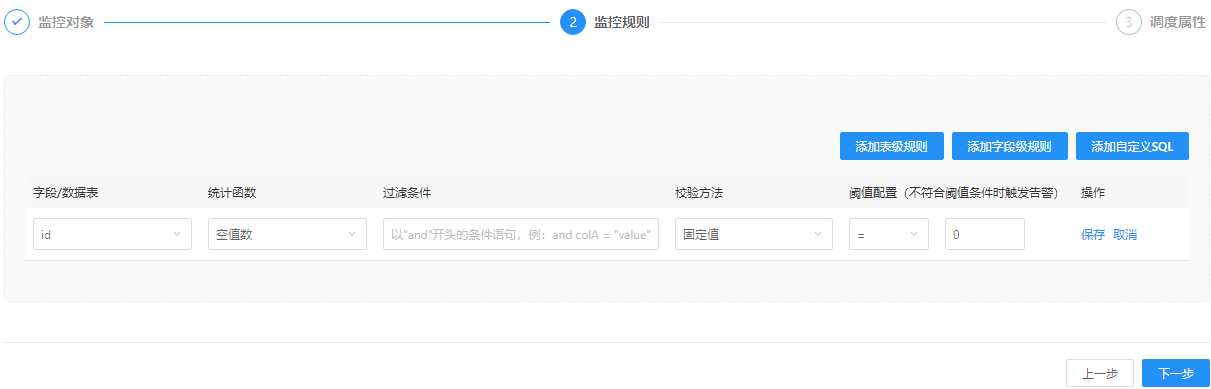 监控对象
2 监控规则
3 调度属性
添加表级规则 添加字段级规则 添加自定义SQL
字段/数据表 统计函数 过滤条件 校验方法 阈值配置（不符合阈值条件时触发告警） 操作
id 空值数 以"and"开头的条件语句，例：and colA = "value" 固定值 = 0 保存 取消
上一步 下一步